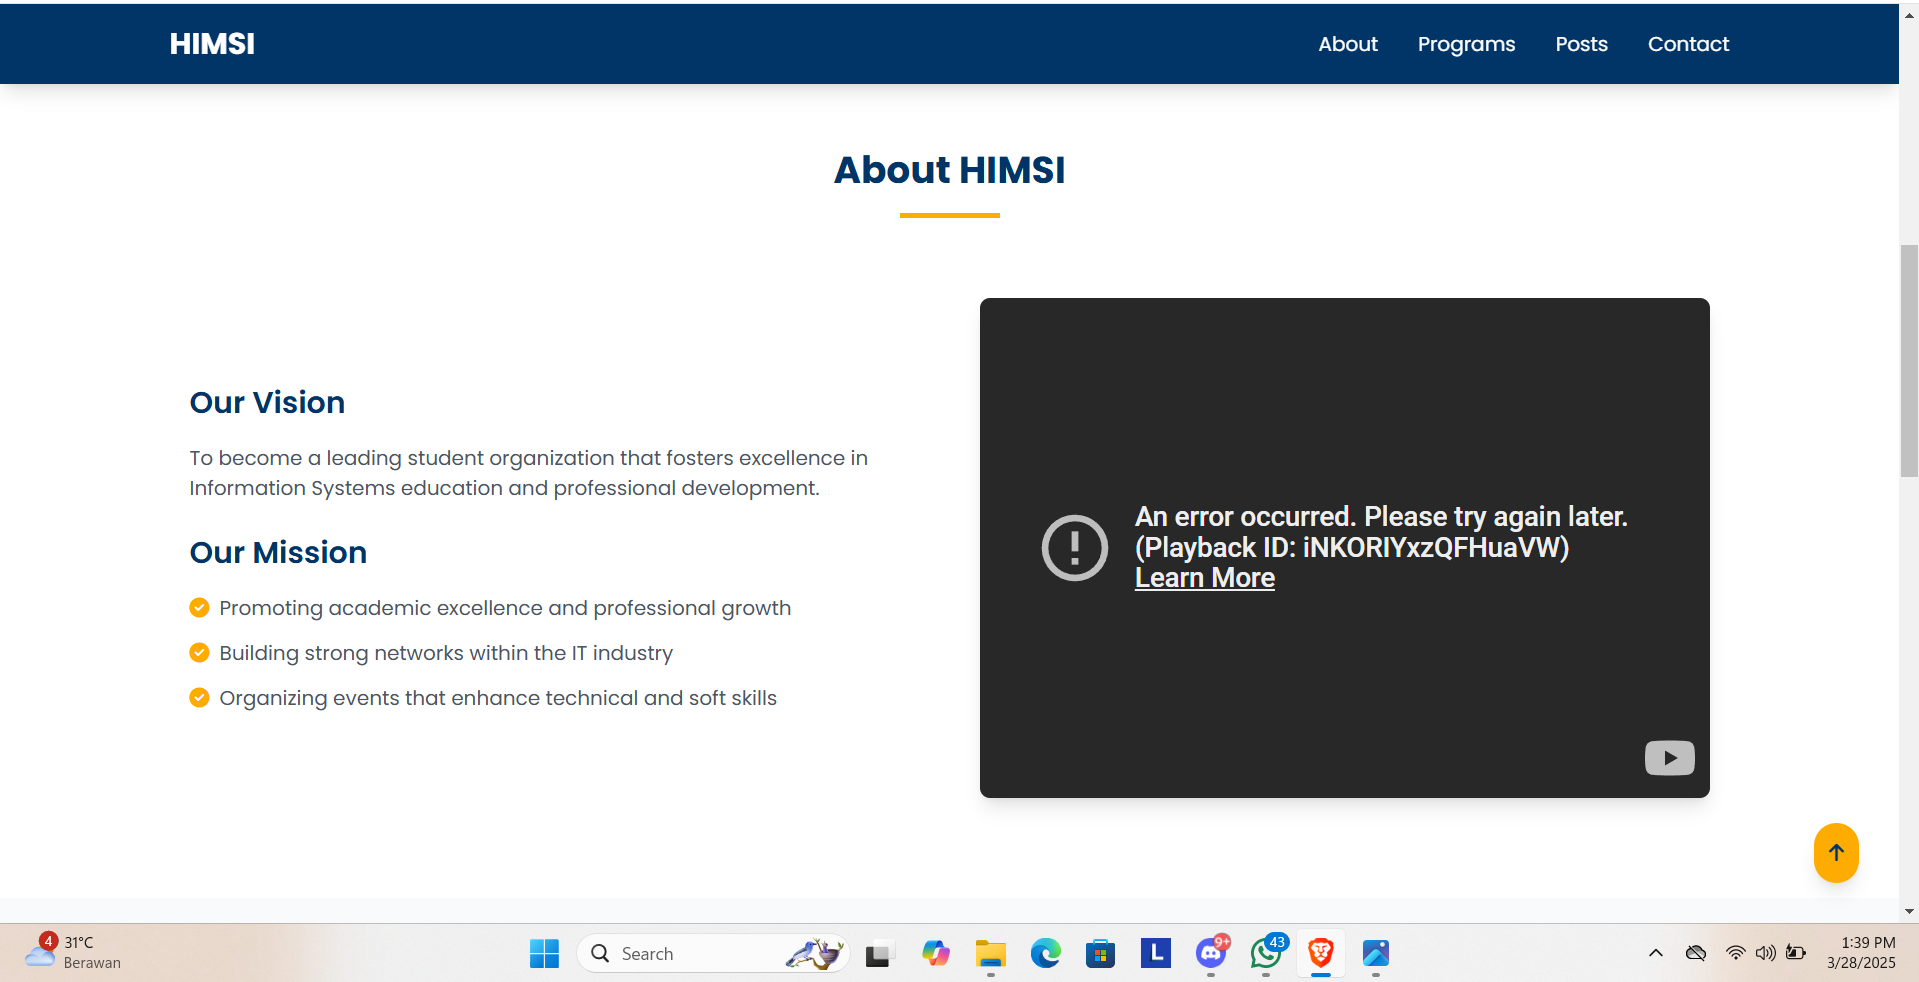 HIMSI
About
Programs
Posts
Contact
About HIMSI
Our Vision
To become a leading student organization that fosters excellence in
Information Systems education and professional development.
Our Mission
Promoting academic excellence and professional growth
Building strong networks within the IT industry
Organizing events that enhance technical and soft skills
An error occurred. Please try again later.
(Playback ID: iNKORIYxzQFHuaVW)
Learn More
4
31°C
Berawan
Search
L
9+
43
1:39 PM
3/28/2025